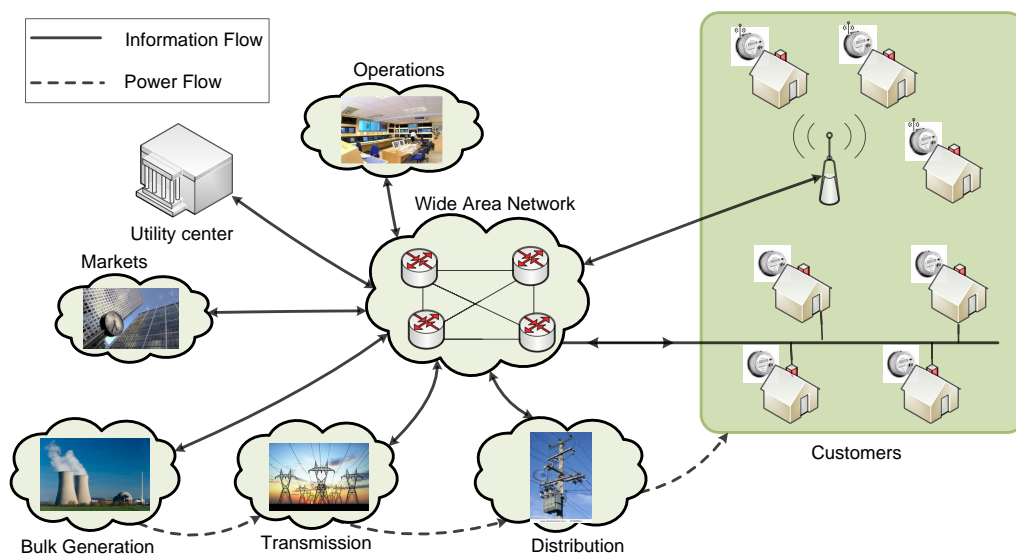 Information Flow
Power Flow
Operations
Utility center
Wide Area Network
Markets
Customers
Bulk Generation
Transmission
Distribution